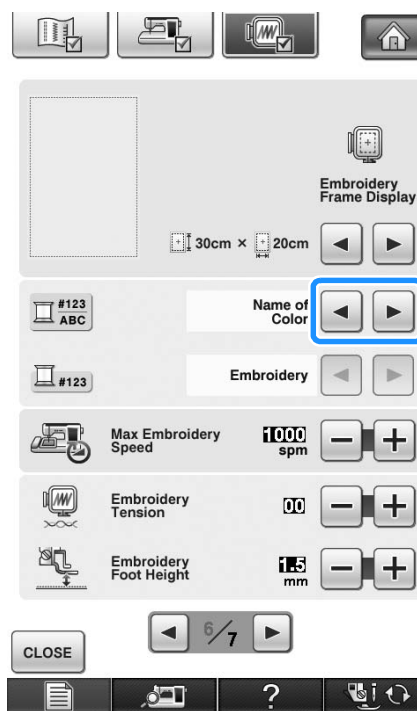 Embroidery
Frame Display
30cm × 20cm
#123
ABC
Name of
Color
#123
Embroidery
Max Embroidery
Speed
1000
spm
Embroidery
Tension
00
Embroidery
Foot Height
1.5
mm
6/7
CLOSE
?